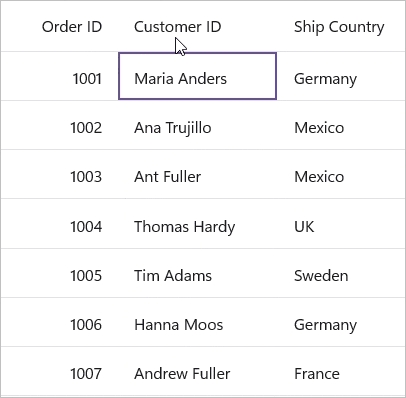 Order ID Customer ID Ship Country
1001 Maria Anders Germany
1002 Ana Trujillo Mexico
1003 Ant Fuller Mexico
1004 Thomas Hardy UK
1005 Tim Adams Sweden
1006 Hanna Moos Germany
1007 Andrew Fuller France